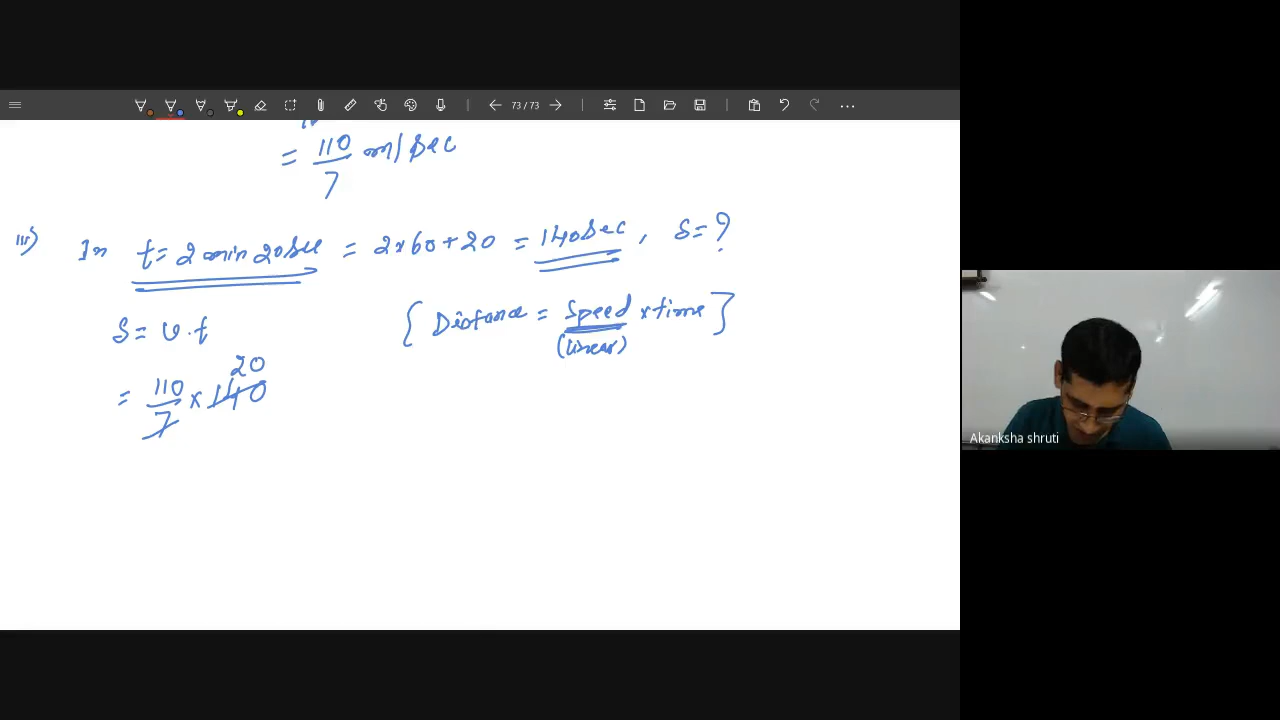 73 / 73
= 110/7 m/sec
iii) In t = 2 min 20 sec = 2×60+20 = 140 sec, s = ?
s = v.t { Distance = Speed × time }
(linear)
20
= 110/7 × 140
Akanksha shruti